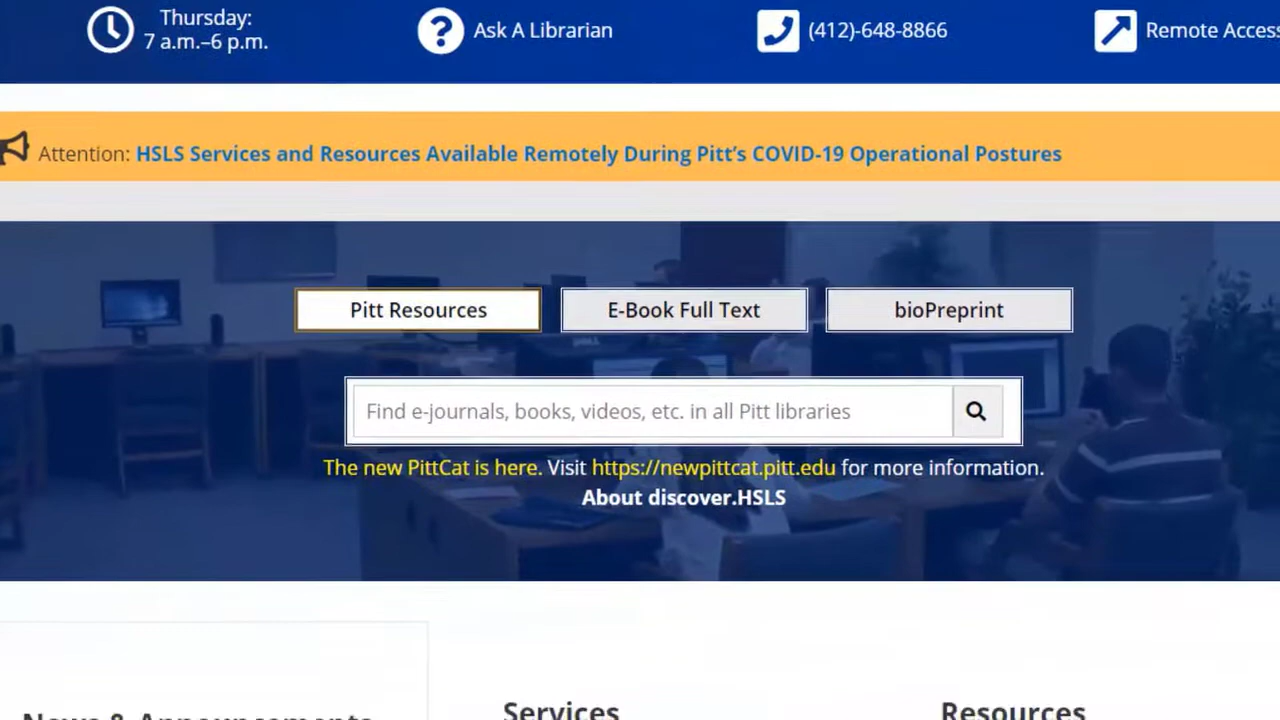 Thursday:
7 a.m.–6 p.m.
Ask A Librarian
(412)-648-8866
Remote Access
Attention: HSLS Services and Resources Available Remotely During Pitt's COVID-19 Operational Postures
Pitt Resources
E-Book Full Text
bioPreprint
Find e-journals, books, videos, etc. in all Pitt libraries
The new PittCat is here. Visit https://newpittcat.pitt.edu for more information.
About discover.HSLS
News & Announcements
Services
Resources